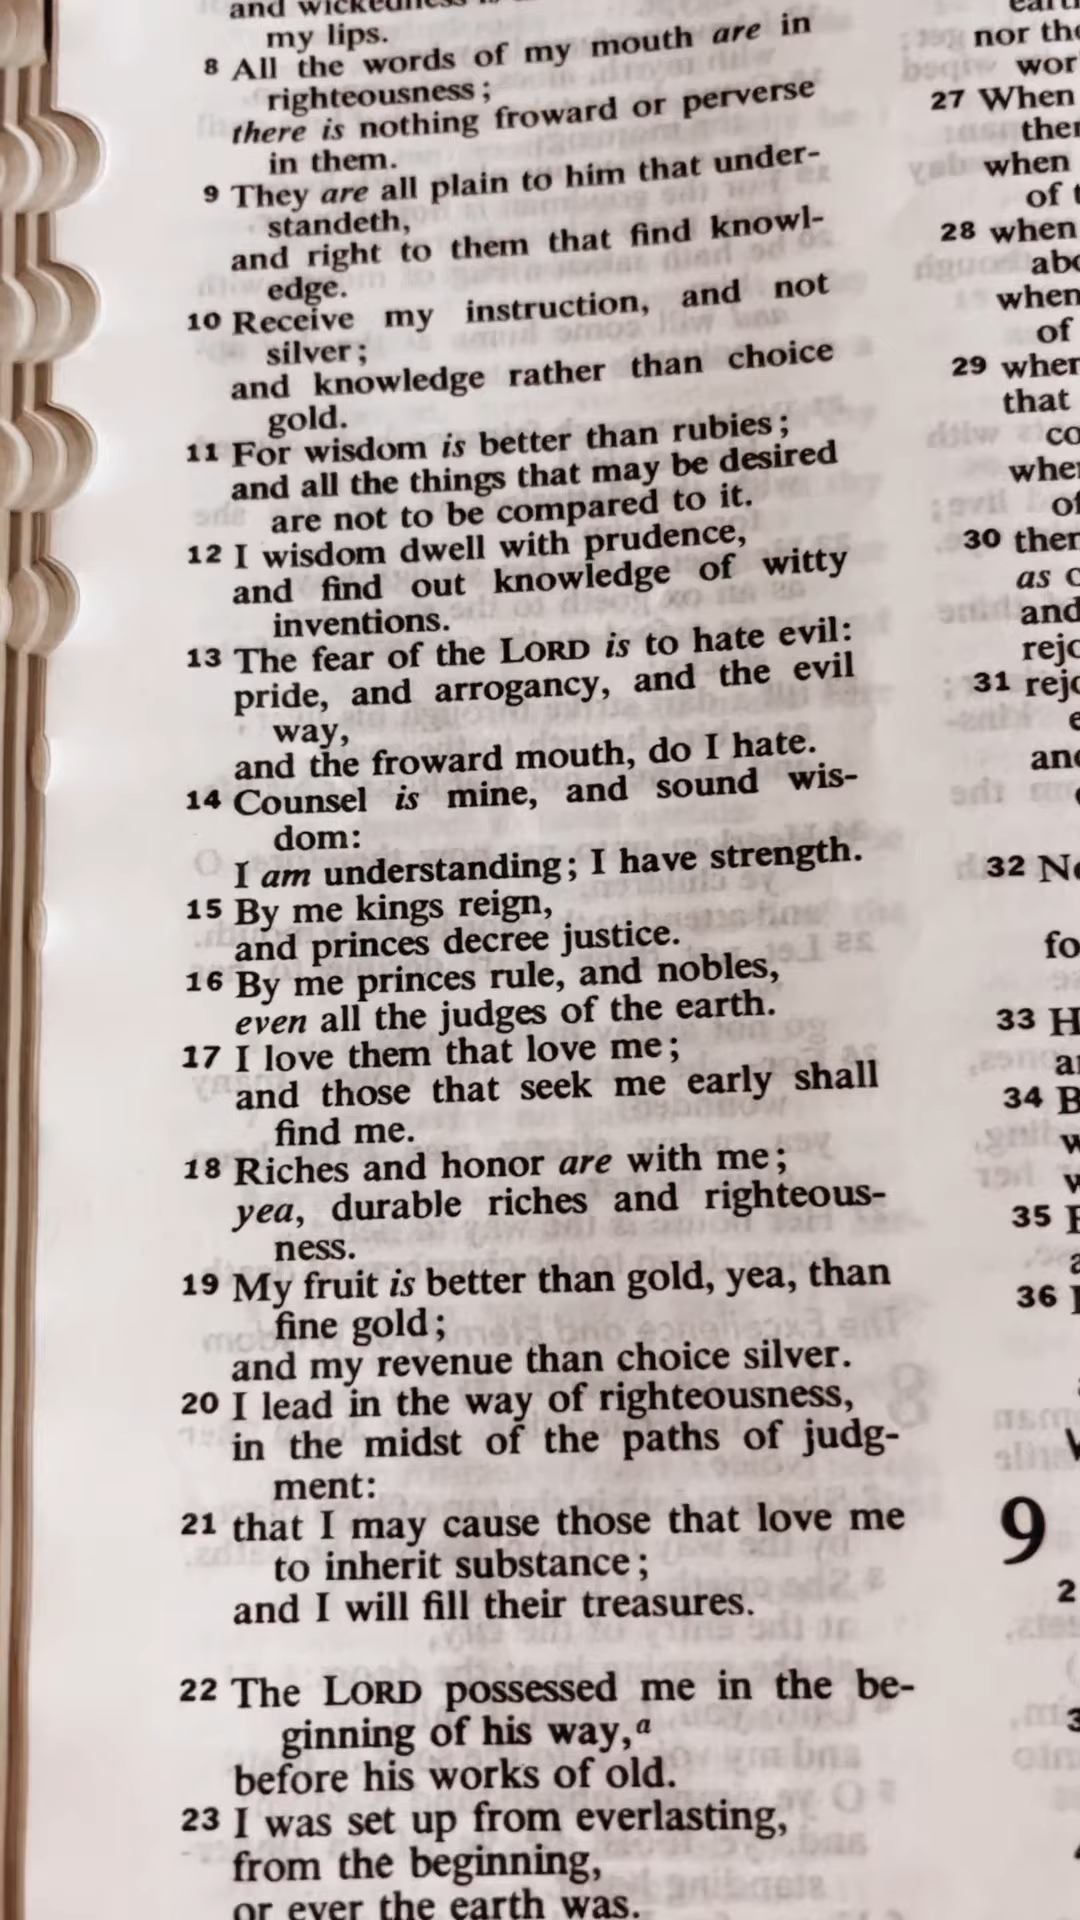 and wickedness is
my lips.
8 All the words of my mouth are in
righteousness;
there is nothing froward or perverse
in them.
9 They are all plain to him that under-
standeth,
and right to them that find knowl-
edge.
10 Receive my instruction, and not
silver;
and knowledge rather than choice
gold.
11 For wisdom is better than rubies;
and all the things that may be desired
are not to be compared to it.
12 I wisdom dwell with prudence,
and find out knowledge of witty
inventions.
13 The fear of the LORD is to hate evil:
pride, and arrogancy, and the evil
way,
and the froward mouth, do I hate.
14 Counsel is mine, and sound wis-
dom:
I am understanding; I have strength.
15 By me kings reign,
and princes decree justice.
16 By me princes rule, and nobles,
even all the judges of the earth.
17 I love them that love me;
and those that seek me early shall
find me.
18 Riches and honor are with me;
yea, durable riches and righteous-
ness.
19 My fruit is better than gold, yea, than
fine gold;
and my revenue than choice silver.
20 I lead in the way of righteousness,
in the midst of the paths of judg-
ment:
21 that I may cause those that love me
to inherit substance;
and I will fill their treasures.
22 The LORD possessed me in the be-
ginning of his way,a
before his works of old.
23 I was set up from everlasting,
from the beginning,
or ever the earth was.
nor
27 When
when
of
28 when
when
of
29 when
that
of
30
as
and
31
32
33
34
35
36
9
2